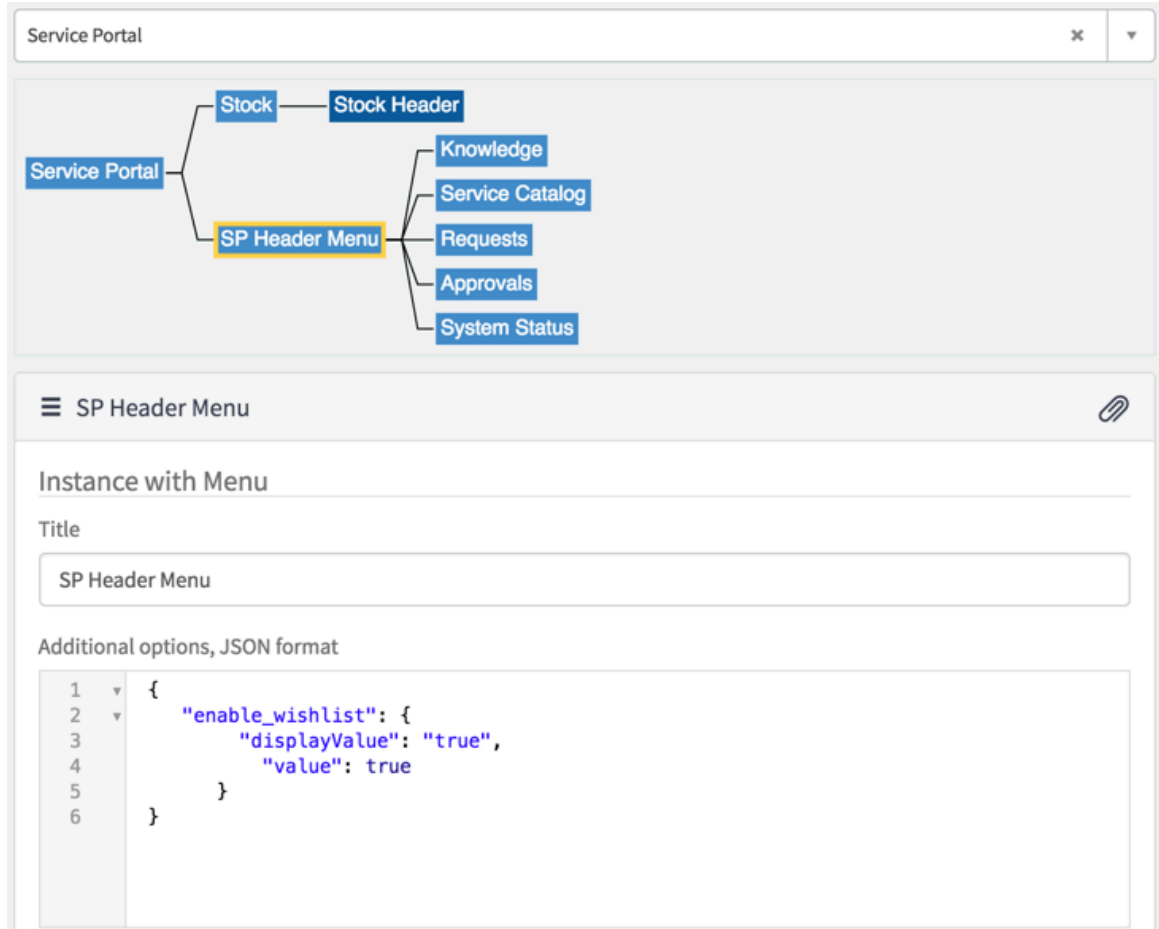 Service Portal
Stock
Stock Header
Knowledge
Service Portal
Service Catalog
SP Header Menu
Requests
Approvals
System Status
SP Header Menu
Instance with Menu
Title
SP Header Menu
Additional options, JSON format
1 {
2 "enable_wishlist": {
3 "displayValue": "true",
4 "value": true
5 }
6 }